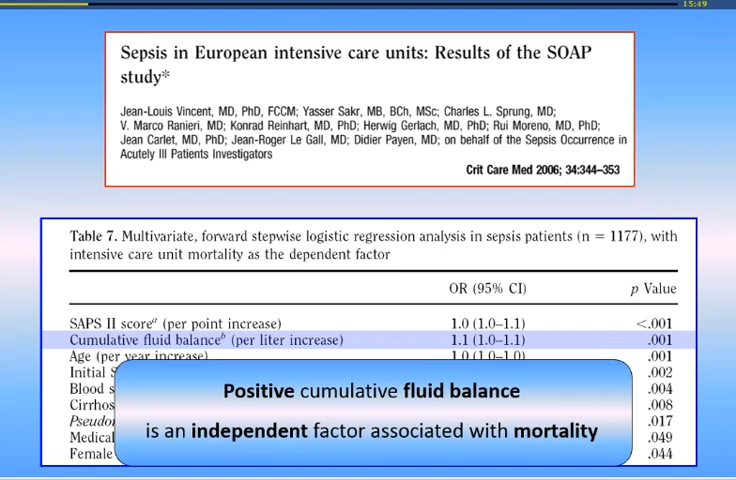 15:49
Sepsis in European intensive care units: Results of the SOAP
study*
Jean-Louis Vincent, MD, PhD, FCCM; Yasser Sakr, MB, BCh, MSc; Charles L. Sprung, MD;
V. Marco Ranieri, MD; Konrad Reinhart, MD, PhD; Herwig Gerlach, MD, PhD; Rui Moreno, MD, PhD;
Jean Carlet, MD, PhD; Jean-Roger Le Gall, MD; Didier Payen, MD; on behalf of the Sepsis Occurrence in
Acutely Ill Patients Investigators
Crit Care Med 2006; 34:344–353
Table 7. Multivariate, forward stepwise logistic regression analysis in sepsis patients (n = 1177), with
intensive care unit mortality as the dependent factor
OR (95% CI) p Value
SAPS II scoreᵃ (per point increase) 1.0 (1.0–1.1) <.001
Cumulative fluid balanceᵇ (per liter increase) 1.1 (1.0–1.1) .001
Age (per year increase) 1.0 (1.0–1.0) .001
Initial .002
Blood .004
.008
.017
Medical .049
Female .044
Positive cumulative fluid balance
is an independent factor associated with mortality